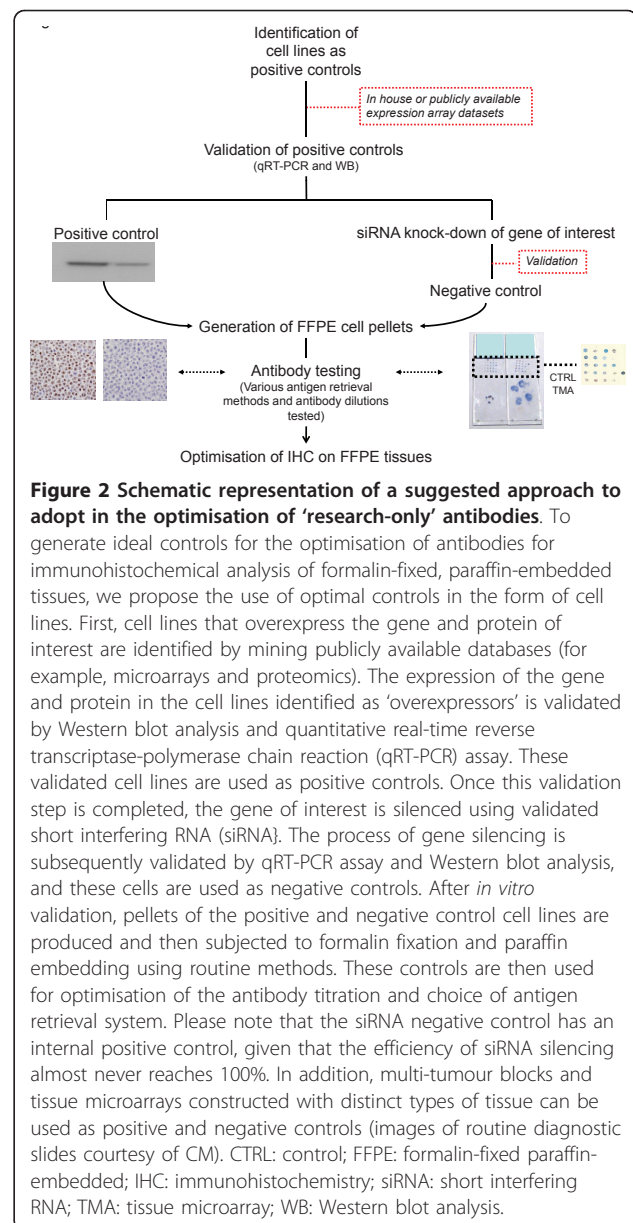 Identification of
cell lines as
positive controls
In house or publicly available
expression array datasets
Validation of positive controls
(qRT-PCR and WB)
Positive control
siRNA knock-down of gene of interest
Validation
Negative control
Generation of FFPE cell pellets
Antibody testing
(Various antigen retrieval
methods and antibody dilutions
tested)
CTRL
TMA
Optimisation of IHC on FFPE tissues
Figure 2 Schematic representation of a suggested approach to
adopt in the optimisation of ‘research-only’ antibodies. To
generate ideal controls for the optimisation of antibodies for
immunohistochemical analysis of formalin-fixed, paraffin-embedded
tissues, we propose the use of optimal controls in the form of cell
lines. First, cell lines that overexpress the gene and protein of
interest are identified by mining publicly available databases (for
example, microarrays and proteomics). The expression of the gene
and protein in the cell lines identified as ‘overexpressors’ is validated
by Western blot analysis and quantitative real-time reverse
transcriptase-polymerase chain reaction (qRT-PCR) assay. These
validated cell lines are used as positive controls. Once this validation
step is completed, the gene of interest is silenced using validated
short interfering RNA (siRNA}. The process of gene silencing is
subsequently validated by qRT-PCR assay and Western blot analysis,
and these cells are used as negative controls. After in vitro
validation, pellets of the positive and negative control cell lines are
produced and then subjected to formalin fixation and paraffin
embedding using routine methods. These controls are then used
for optimisation of the antibody titration and choice of antigen
retrieval system. Please note that the siRNA negative control has an
internal positive control, given that the efficiency of siRNA silencing
almost never reaches 100%. In addition, multi-tumour blocks and
tissue microarrays constructed with distinct types of tissue can be
used as positive and negative controls (images of routine diagnostic
slides courtesy of CM). CTRL: control; FFPE: formalin-fixed paraffin-
embedded; IHC: immunohistochemistry; siRNA: short interfering
RNA; TMA: tissue microarray; WB: Western blot analysis.